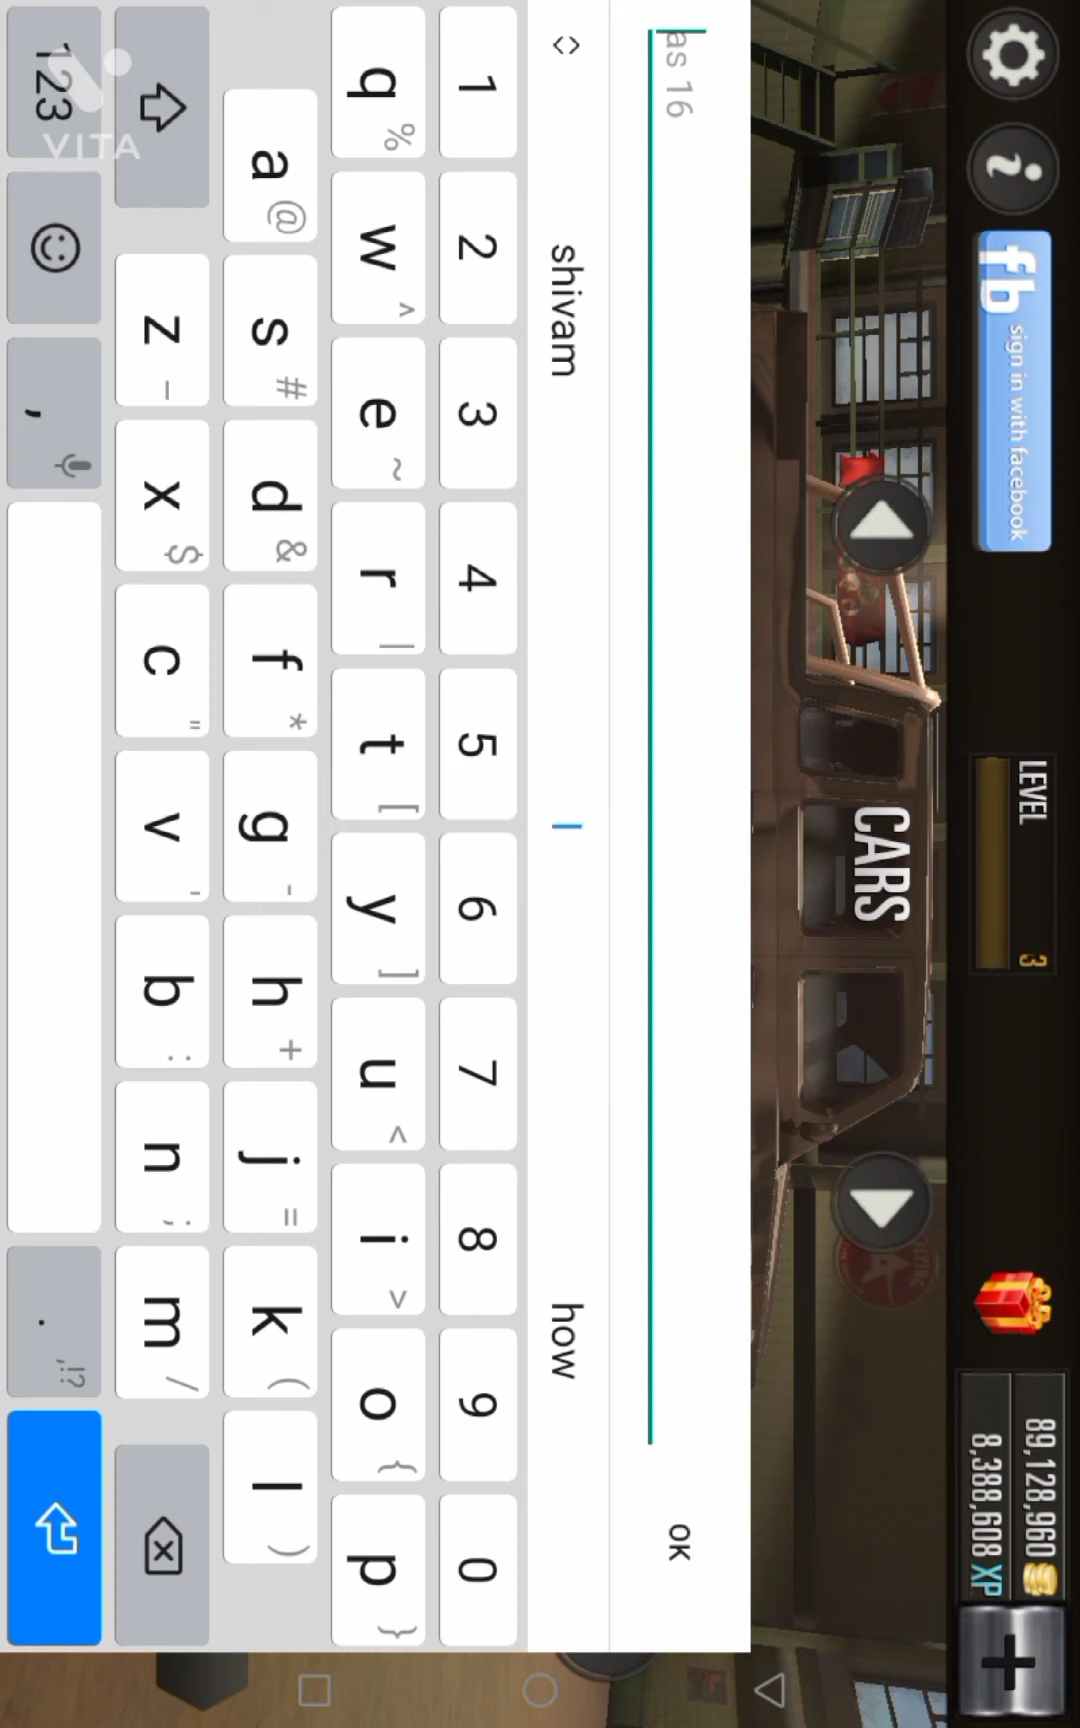 fb sign in with facebook
LEVEL 3
89,128,960
8,388,608 XP
CARS
as 16
OK
<> shivam I how
1 2 3 4 5 6 7 8 9 0
q % w ^ e ~ r | t [ y ] u < i > o { p }
a @ s # d & f * g - h + j = k ( l )
z _ x $ c " v ' b : n ; m /
123 , . ,!?
VITA